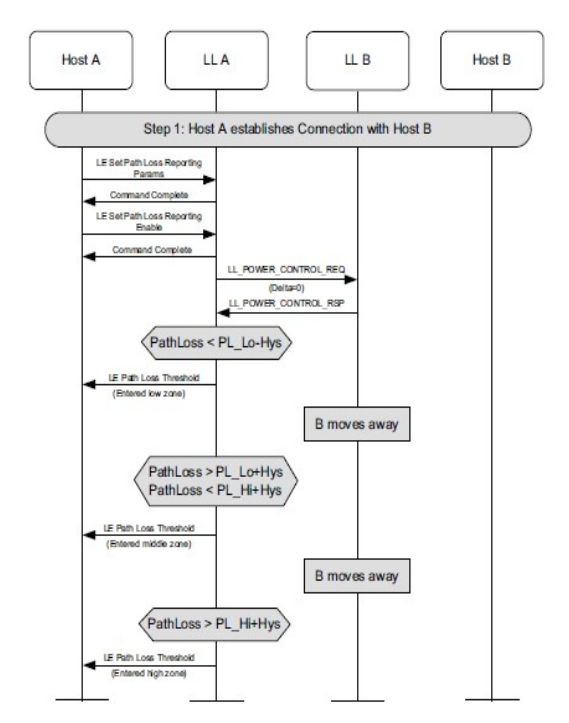 Host A
LL A
LL B
Host B
Step 1: Host A establishes Connection with Host B
LE Set Path Loss Reporting
Params
Command Complete
LE Set Path Loss Reporting
Enable
Command Complete
LL_POWER_CONTROL_REQ
(Delta=0)
LL_POWER_CONTROL_RSP
PathLoss < PL_Lo-Hys
LE Path Loss Threshold
(Entered low zone)
B moves away
PathLoss > PL_Lo+Hys
PathLoss < PL_Hi+Hys
LE Path Loss Threshold
(Entered middle zone)
B moves away
PathLoss > PL_Hi+Hys
LE Path Loss Threshold
(Entered high zone)